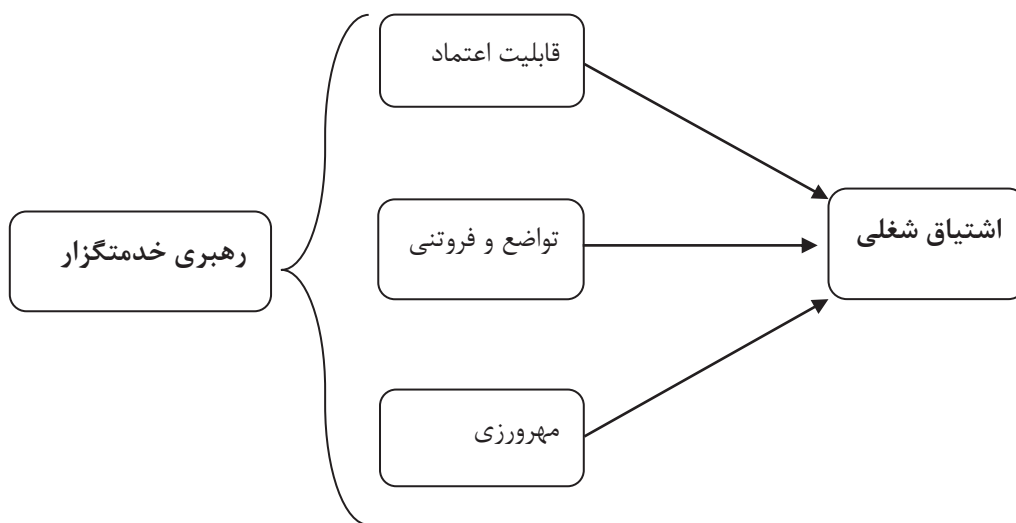 قابلیت اعتماد
تواضع و فروتنی
مهرورزی
رهبری خدمتگزار
اشتیاق شغلی